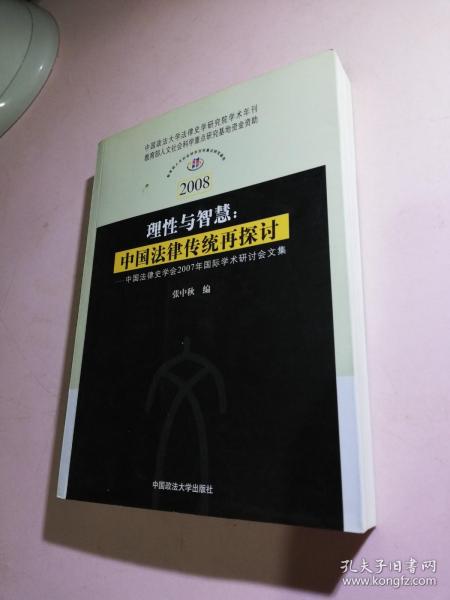 中国政法大学法律史学研究院学术年刊
教育部人文社会科学重点研究基地资金资助
2008
理性与智慧：
中国法律传统再探讨
——中国法律史学会2007年国际学术研讨会文集
张中秋 编
中国政法大学出版社
孔夫子旧书网
www.kongfz.com